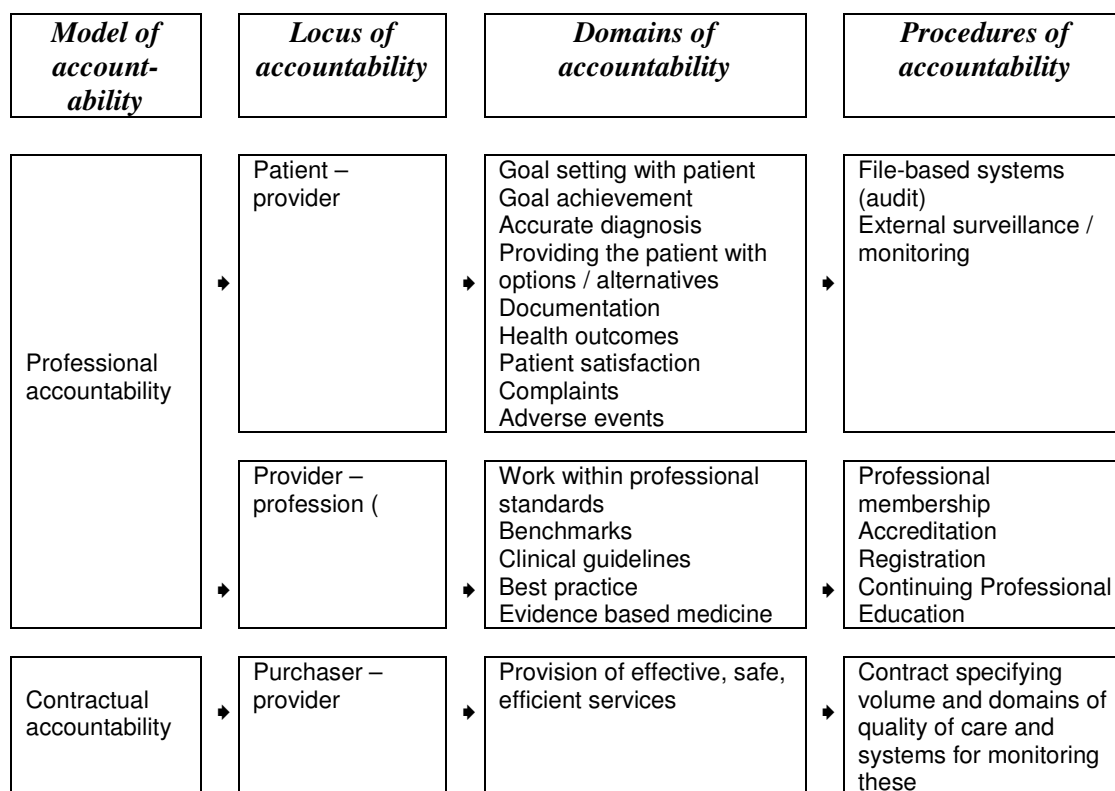 Model of
account-
ability
Locus of
accountability
Domains of
accountability
Procedures of
accountability
Professional
accountability
Patient –
provider
Goal setting with patient
Goal achievement
Accurate diagnosis
Providing the patient with
options / alternatives
Documentation
Health outcomes
Patient satisfaction
Complaints
Adverse events
File-based systems
(audit)
External surveillance /
monitoring
Provider –
profession (
Work within professional
standards
Benchmarks
Clinical guidelines
Best practice
Evidence based medicine
Professional
membership
Accreditation
Registration
Continuing Professional
Education
Contractual
accountability
Purchaser –
provider
Provision of effective, safe,
efficient services
Contract specifying
volume and domains of
quality of care and
systems for monitoring
these